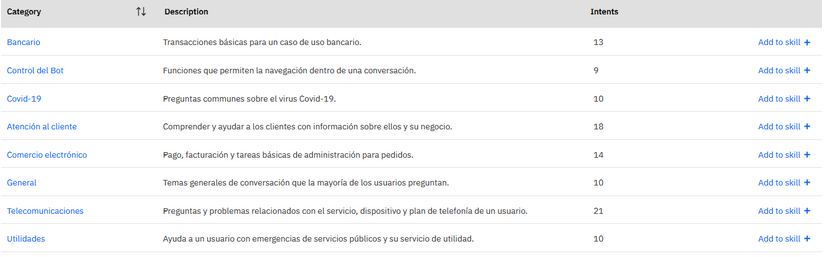 Category Description Intents
Bancario Transacciones básicas para un caso de uso bancario. 13 Add to skill +
Control del Bot Funciones que permiten la navegación dentro de una conversación. 9 Add to skill +
Covid-19 Preguntas communes sobre el virus Covid-19. 10 Add to skill +
Atención al cliente Comprender y ayudar a los clientes con información sobre ellos y su negocio. 18 Add to skill +
Comercio electrónico Pago, facturación y tareas básicas de administración para pedidos. 14 Add to skill +
General Temas generales de conversación que la mayoría de los usuarios preguntan. 10 Add to skill +
Telecomunicaciones Preguntas y problemas relacionados con el servicio, dispositivo y plan de telefonía de un usuario. 21 Add to skill +
Utilidades Ayuda a un usuario con emergencias de servicios públicos y su servicio de utilidad. 10 Add to skill +